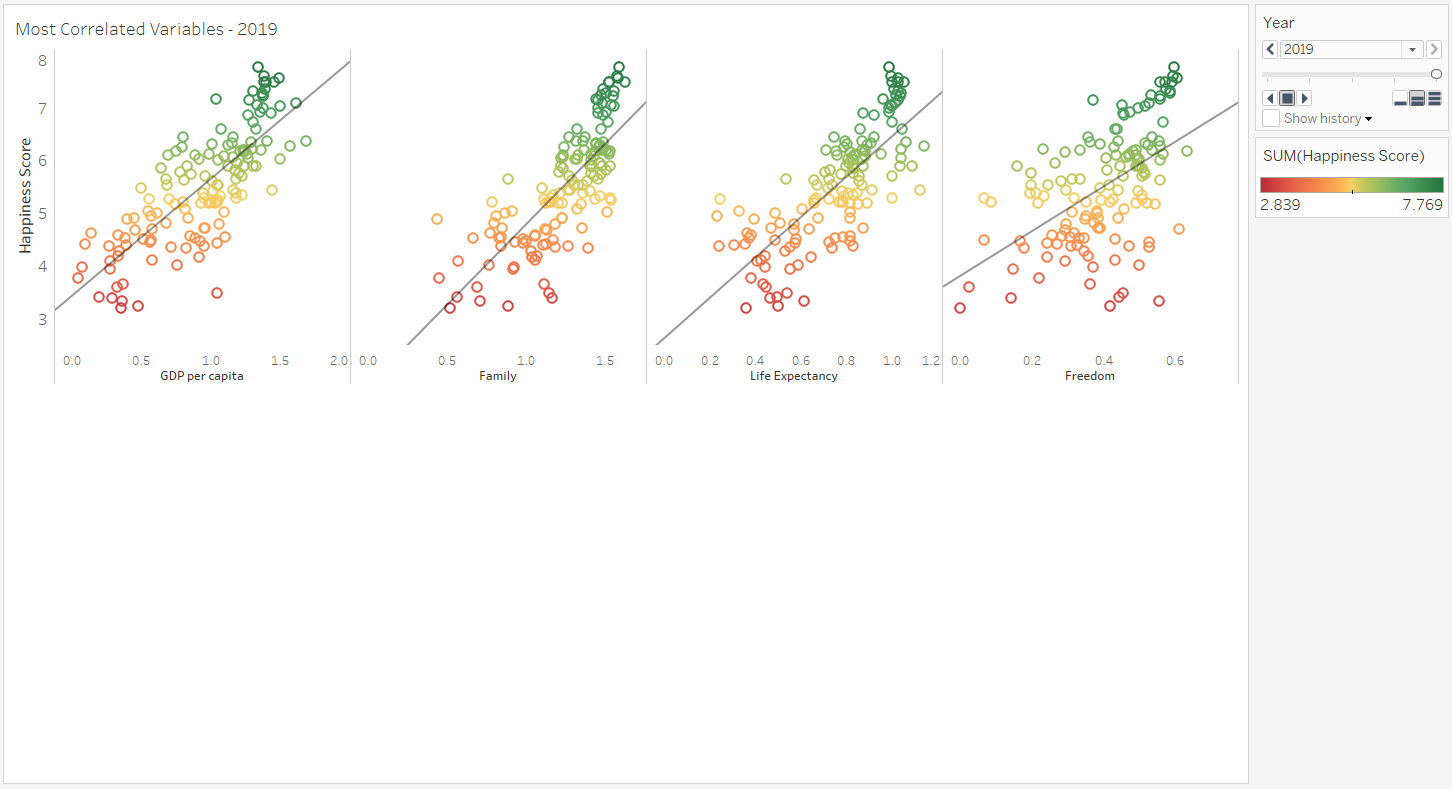 Most Correlated Variables - 2019
Happiness Score
8
7
6
5
4
3
0.0 0.5 1.0 1.5 2.0
GDP per capita
0.0 0.5 1.0 1.5
Family
0.0 0.2 0.4 0.6 0.8 1.0 1.2
Life Expectancy
0.0 0.2 0.4 0.6
Freedom
Year
2019
Show history
SUM(Happiness Score)
2.839 7.769